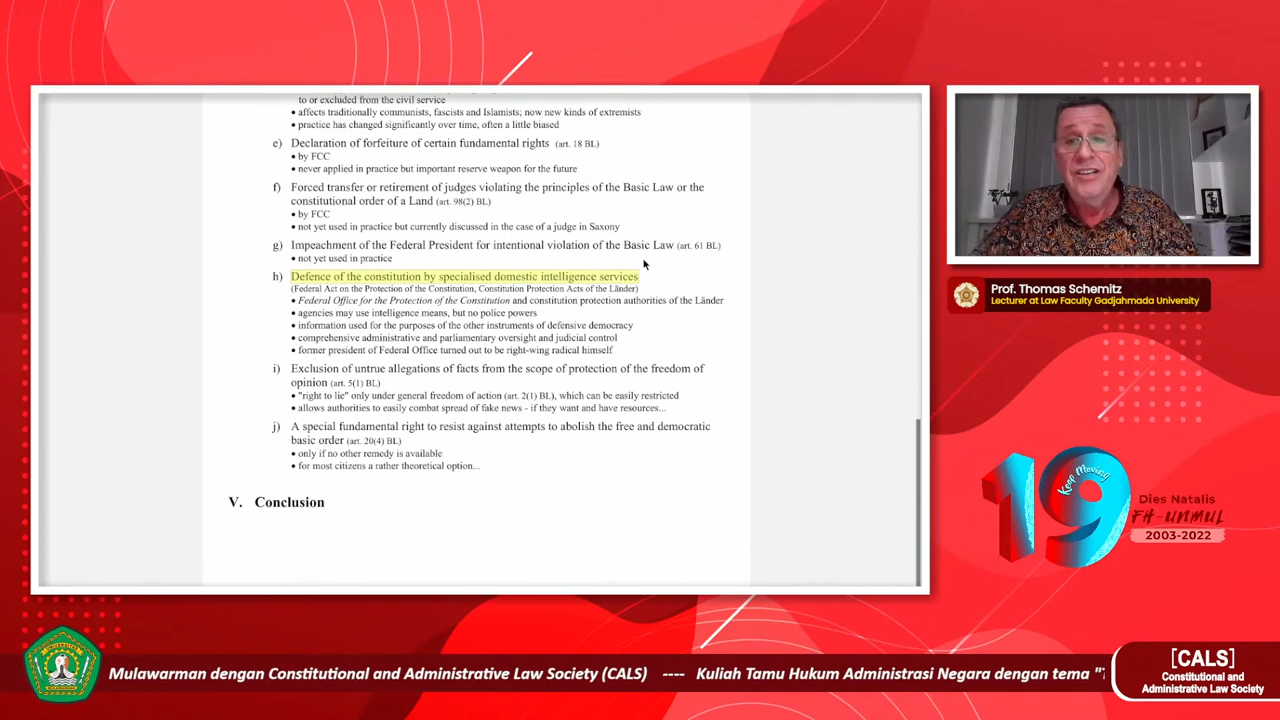 to or excluded from the civil service
• affects traditionally communists, fascists and Islamists; now new kinds of extremists
• practice has changed significantly over time, often a little biased
e) Declaration of forfeiture of certain fundamental rights (art. 18 BL)
• by FCC
• never applied in practice but important reserve weapon for the future
f) Forced transfer or retirement of judges violating the principles of the Basic Law or the
constitutional order of a Land (art. 98(2) BL)
• by FCC
• not yet used in practice but currently discussed in the case of a judge in Saxony
g) Impeachment of the Federal President for intentional violation of the Basic Law (art. 61 BL)
• not yet used in practice
h) Defence of the constitution by specialised domestic intelligence services
(Federal Act on the Protection of the Constitution, Constitution Protection Acts of the Länder)
• Federal Office for the Protection of the Constitution and constitution protection authorities of the Länder
• agencies may use intelligence means, but no police powers
• information used for the purposes of the other instruments of defensive democracy
• comprehensive administrative and parliamentary oversight and judicial control
• former president of Federal Office turned out to be right-wing radical himself
i) Exclusion of untrue allegations of facts from the scope of protection of the freedom of
opinion (art. 5(1) BL)
• "right to lie" only under general freedom of action (art. 2(1) BL), which can be easily restricted
• allows authorities to easily combat spread of fake news - if they want and have resources...
j) A special fundamental right to resist against attempts to abolish the free and democratic
basic order (art. 20(4) BL)
• only if no other remedy is available
• for most citizens a rather theoretical option...
V. Conclusion
Prof. Thomas Schemitz
Lecturer at Law Faculty Gadjahmada University
19
Keep Moving
Dies Natalis
FH-UNMUL
2003-2022
Mulawarman dengan Constitutional and Administrative Law Society (CALS) ---- Kuliah Tamu Hukum Administrasi Negara dengan tema "
[CALS]
Constitutional and
Administrative Law Society